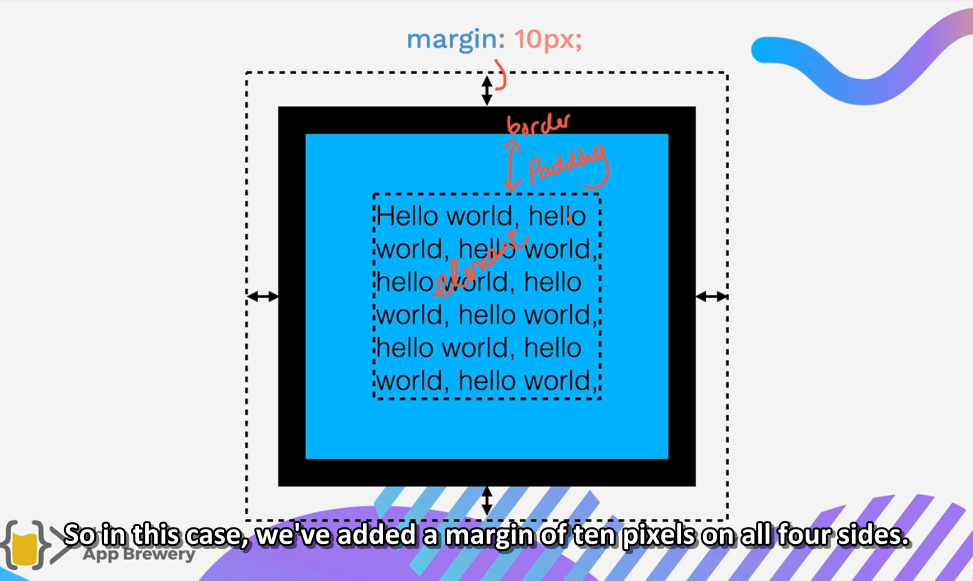 margin: 10px;
border
Padding
Hello world, hello
world, hello world,
element
hello world, hello
world, hello world,
hello world, hello
world, hello world,
So in this case, we've added a margin of ten pixels on all four sides.
App Brewery